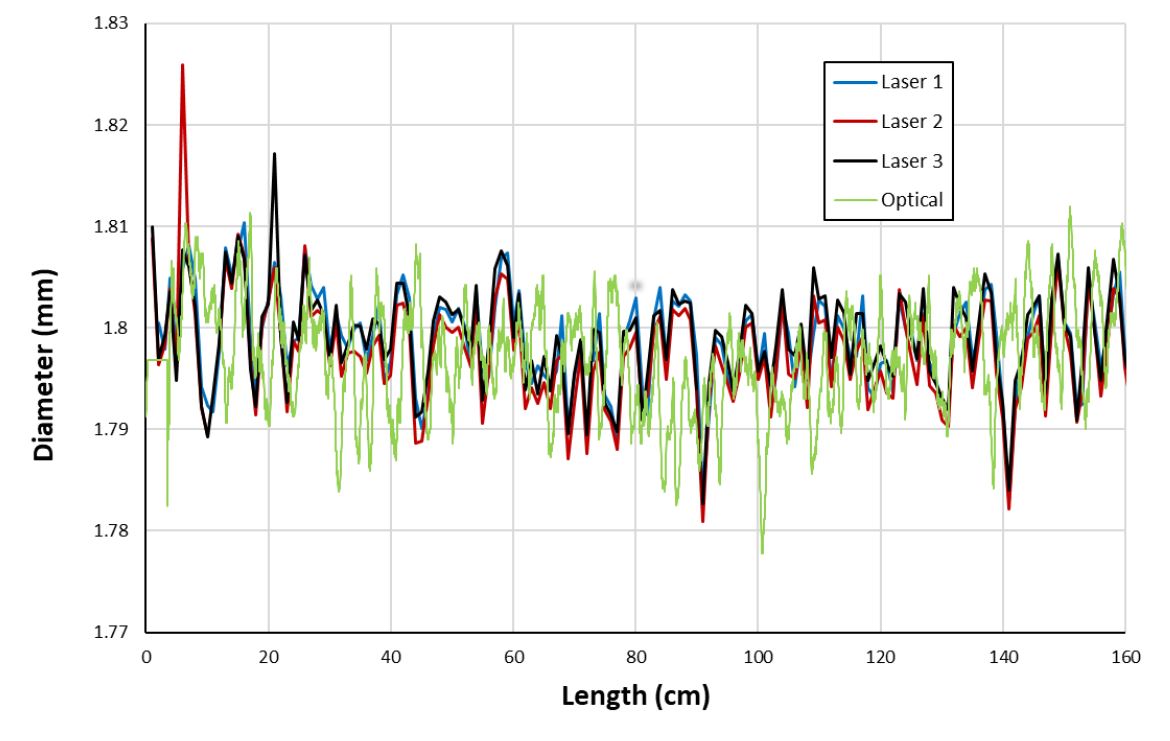 1.83
1.82
1.81
1.8
1.79
1.78
1.77
Diameter (mm)
Laser 1
Laser 2
Laser 3
Optical
0 20 40 60 80 100 120 140 160
Length (cm)